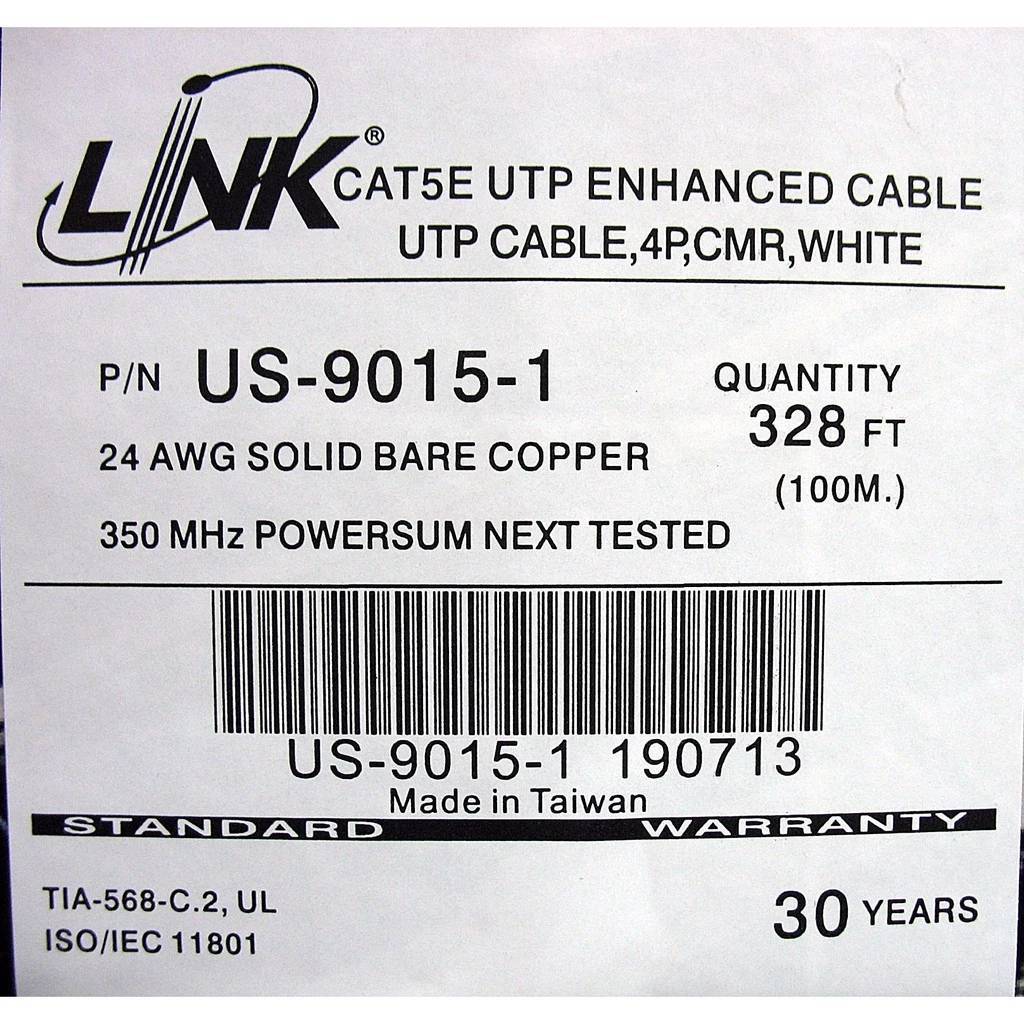 LINK®
CAT5E UTP ENHANCED CABLE
UTP CABLE,4P,CMR,WHITE
P/N US-9015-1
QUANTITY
328 FT
(100M.)
24 AWG SOLID BARE COPPER
350 MHz POWERSUM NEXT TESTED
US-9015-1 190713
Made in Taiwan
STANDARD WARRANTY
TIA-568-C.2, UL
ISO/IEC 11801
30 YEARS